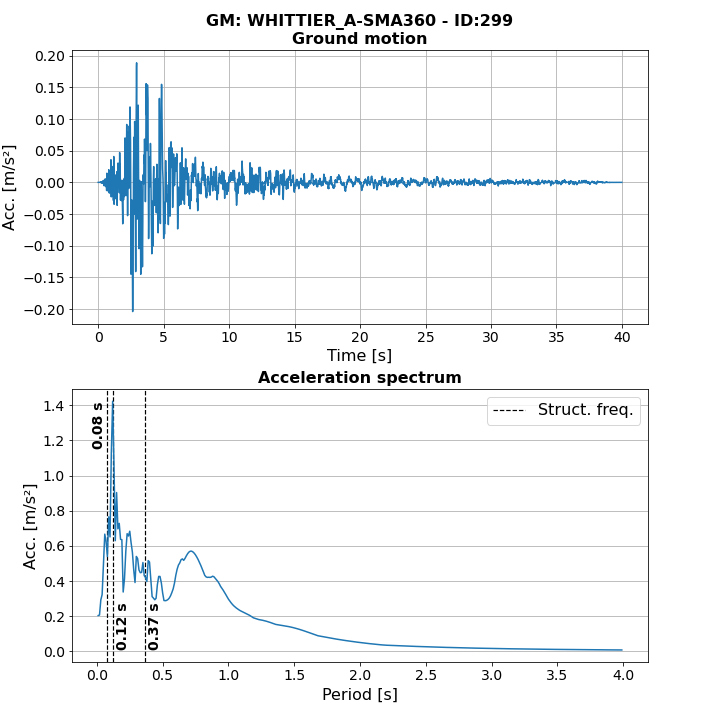 GM: WHITTIER_A-SMA360 - ID:299
Ground motion
Acc. [m/s²]
0.20
0.15
0.10
0.05
0.00
−0.05
−0.10
−0.15
−0.20
0 5 10 15 20 25 30 35 40
Time [s]
Acceleration spectrum
Acc. [m/s²]
1.4
1.2
1.0
0.8
0.6
0.4
0.2
0.0
Struct. freq.
0.08 s
0.12 s
0.37 s
0.0 0.5 1.0 1.5 2.0 2.5 3.0 3.5 4.0
Period [s]